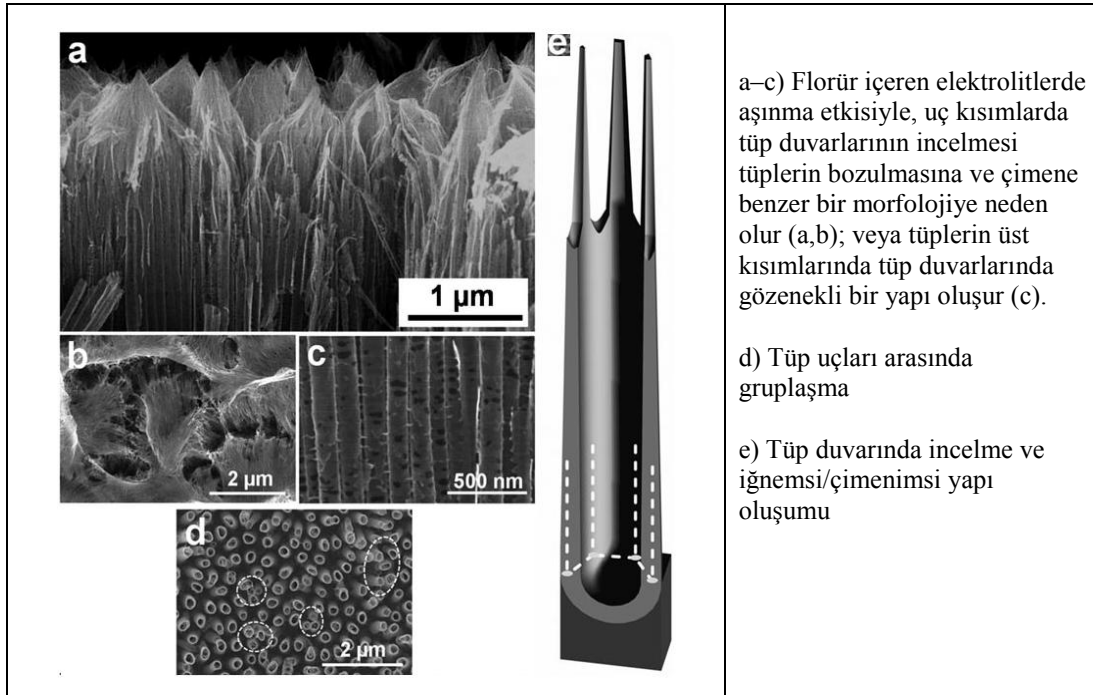 a
e
1 µm
b
2 µm
c
500 nm
d
2 µm
a–c) Florür içeren elektrolitlerde
aşınma etkisiyle, uç kısımlarda
tüp duvarlarının incelmesi
tüplerin bozulmasına ve çimene
benzer bir morfolojiye neden
olur (a,b); veya tüplerin üst
kısımlarında tüp duvarlarında
gözenekli bir yapı oluşur (c).
d) Tüp uçları arasında
gruplaşma
e) Tüp duvarında incelme ve
iğnemsi/çimenimsi yapı
oluşumu